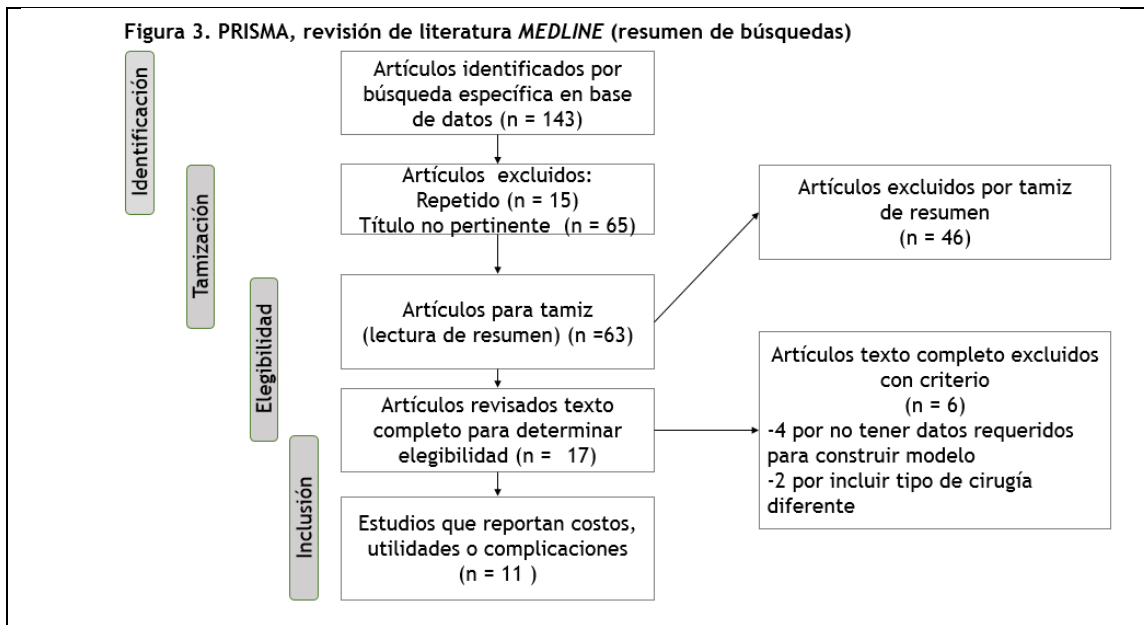 Figura 3. PRISMA, revisión de literatura MEDLINE (resumen de búsquedas)
Identificación
Artículos identificados por
búsqueda específica en base
de datos (n = 143)
Tamización
Artículos excluidos:
Repetido (n = 15)
Título no pertinente (n = 65)
Artículos excluidos por tamiz
de resumen
(n = 46)
Elegibilidad
Artículos para tamiz
(lectura de resumen) (n =63)
Artículos revisados texto
completo para determinar
elegibilidad (n = 17)
Artículos texto completo excluidos
con criterio
(n = 6)
-4 por no tener datos requeridos
para construir modelo
-2 por incluir tipo de cirugía
diferente
Inclusión
Estudios que reportan costos,
utilidades o complicaciones
(n = 11 )